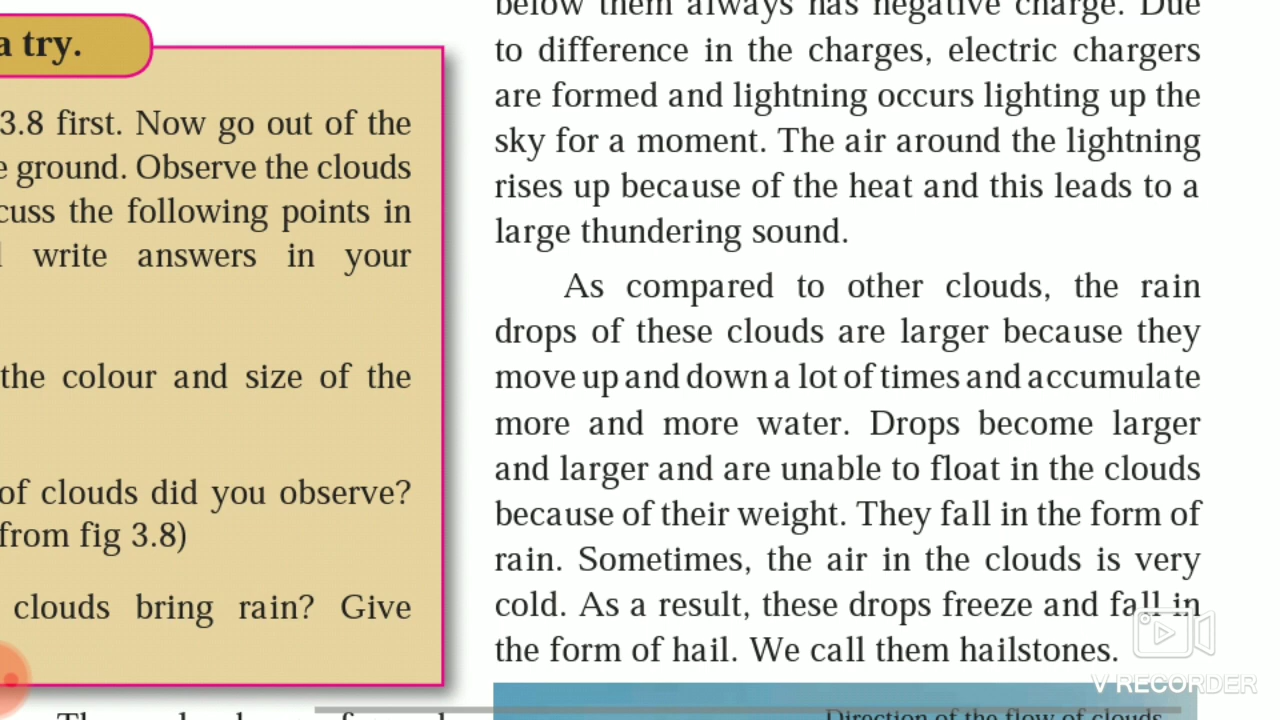 a try.
3.8 first. Now go out of the
ground. Observe the clouds
the following points in
write answers in your
the colour and size of the
of clouds did you observe?
from fig 3.8)
clouds bring rain? Give
below them always has negative charge. Due
to difference in the charges, electric chargers
are formed and lightning occurs lighting up the
sky for a moment. The air around the lightning
rises up because of the heat and this leads to a
large thundering sound.
As compared to other clouds, the rain
drops of these clouds are larger because they
move up and down a lot of times and accumulate
more and more water. Drops become larger
and larger and are unable to float in the clouds
because of their weight. They fall in the form of
rain. Sometimes, the air in the clouds is very
cold. As a result, these drops freeze and fall in
the form of hail. We call them hailstones.
Direction of the flow of clouds
V RECORDER